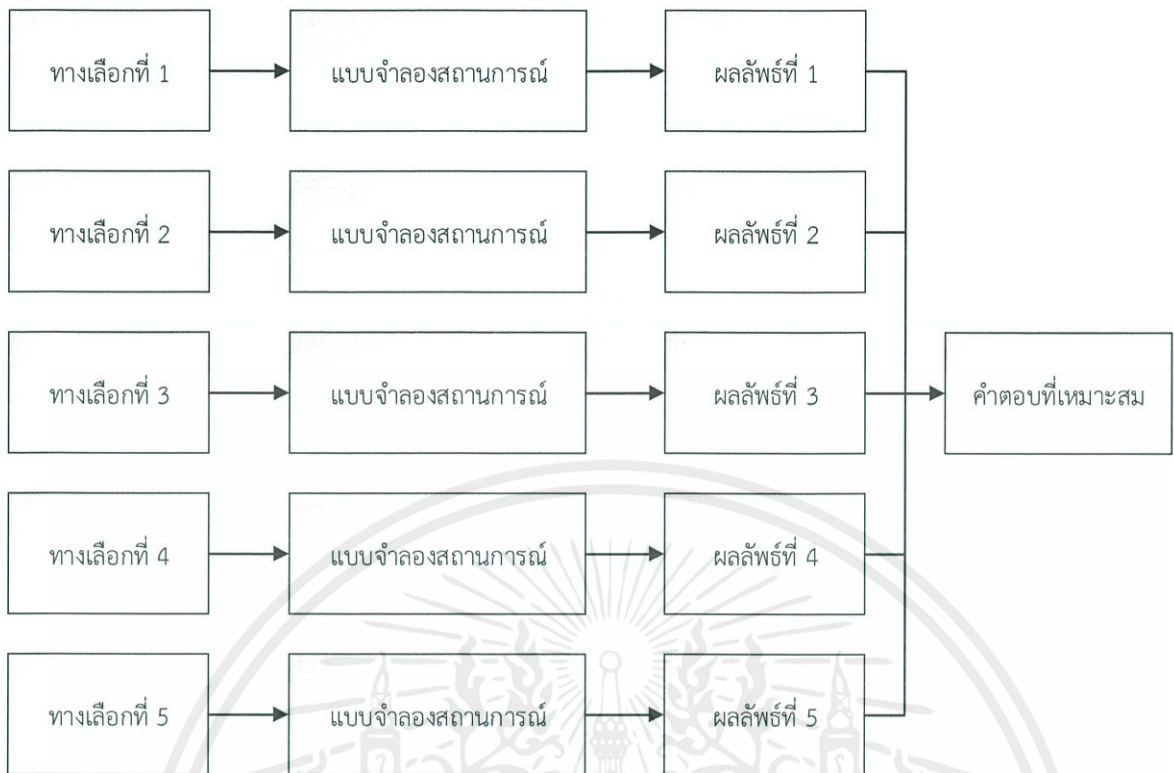 ทางเลือกที่ 1 แบบจำลองสถานการณ์ ผลลัพธ์ที่ 1
ทางเลือกที่ 2 แบบจำลองสถานการณ์ ผลลัพธ์ที่ 2
ทางเลือกที่ 3 แบบจำลองสถานการณ์ ผลลัพธ์ที่ 3 คำตอบที่เหมาะสม
ทางเลือกที่ 4 แบบจำลองสถานการณ์ ผลลัพธ์ที่ 4
ทางเลือกที่ 5 แบบจำลองสถานการณ์ ผลลัพธ์ที่ 5